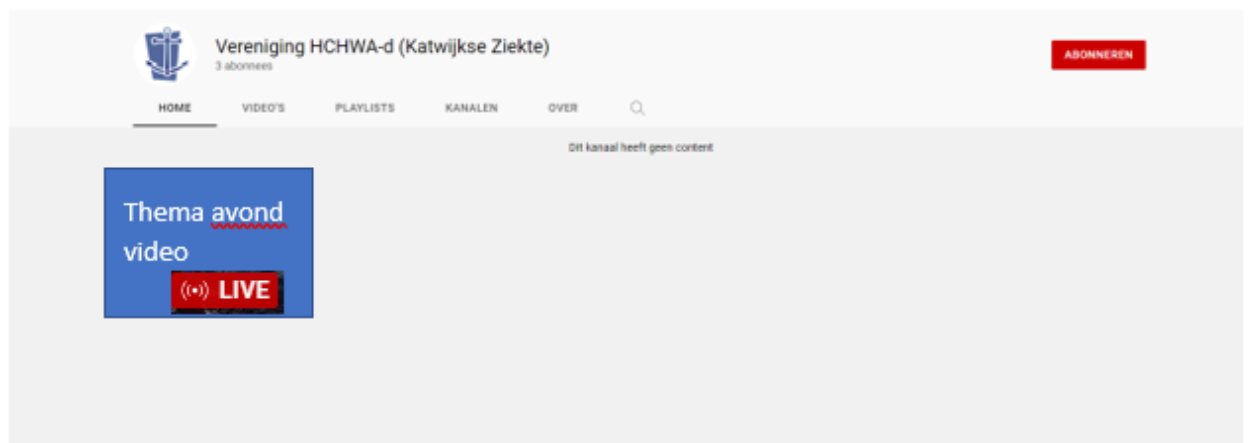 Vereniging HCHWA-d (Katwijkse Ziekte)
3 abonnees
ABONNEREN
HOME VIDEO'S PLAYLISTS KANALEN OVER
Dit kanaal heeft geen content
Thema avond
video
LIVE